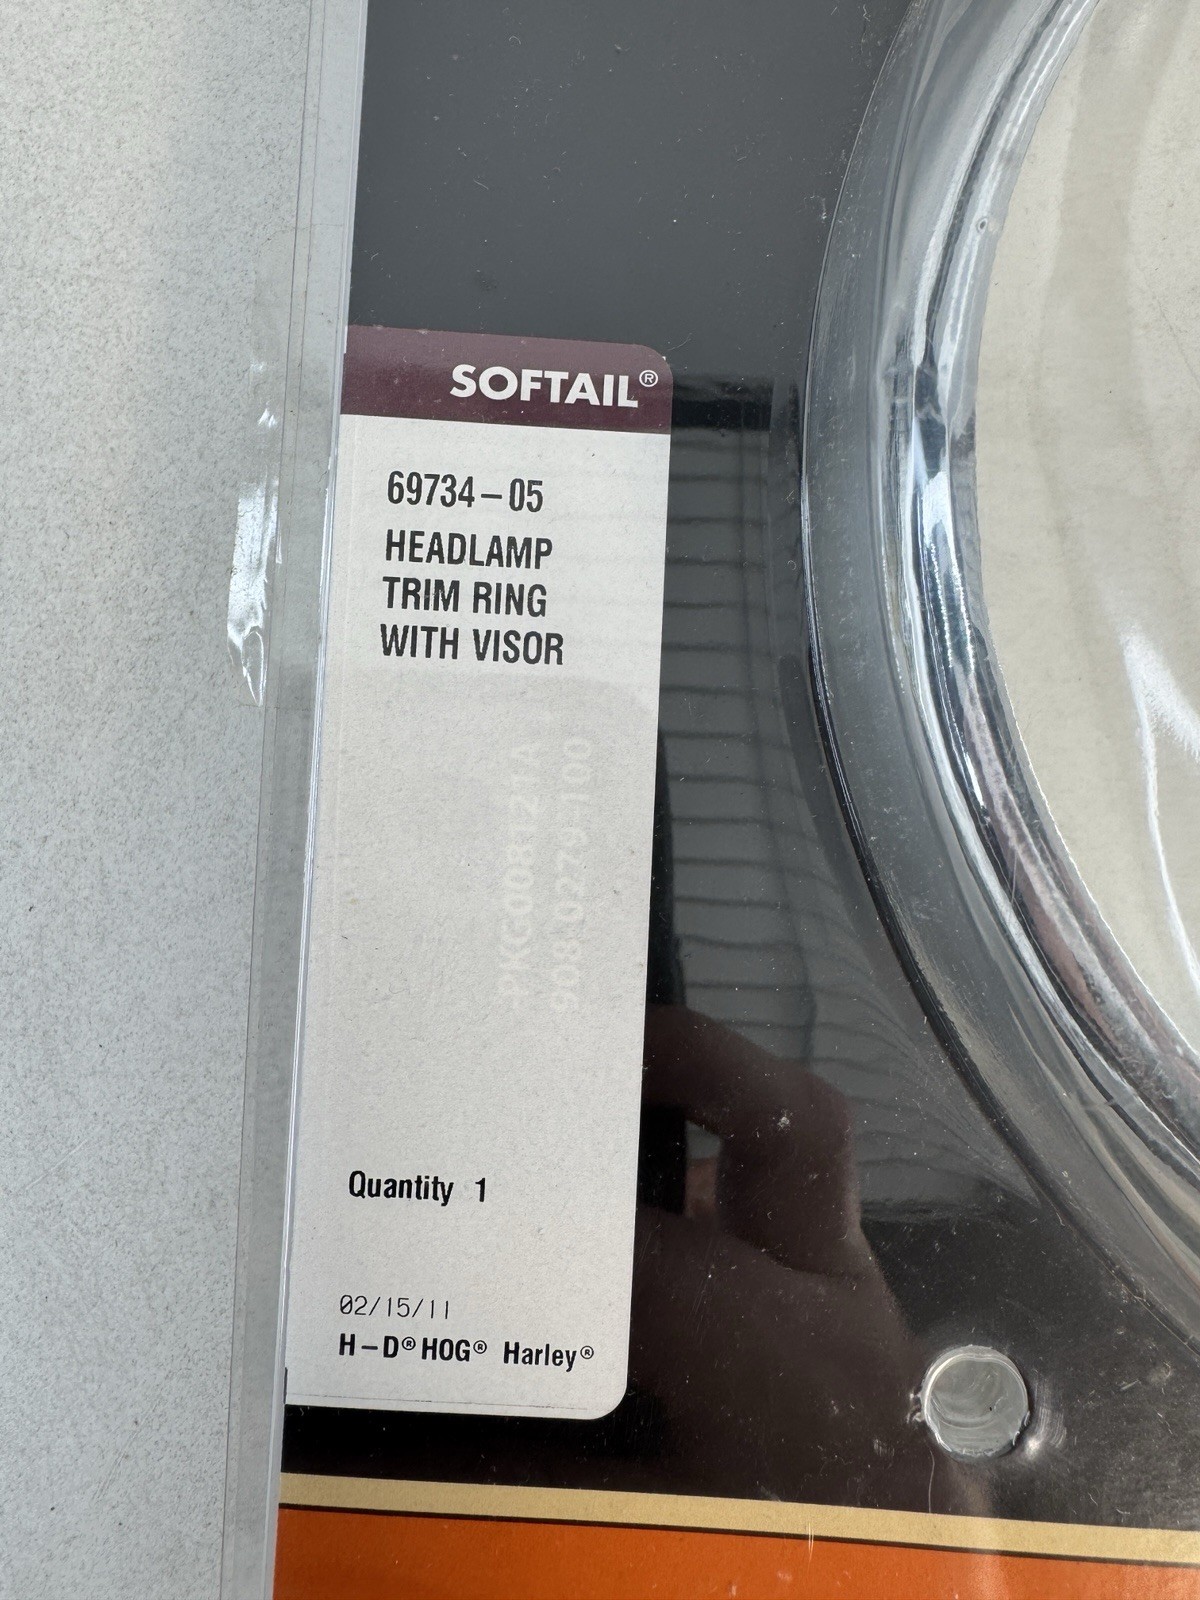 SOFTAIL®
69734-05
HEADLAMP
TRIM RING
WITH VISOR
Quantity 1
02/15/11
H-D® HOG® Harley®